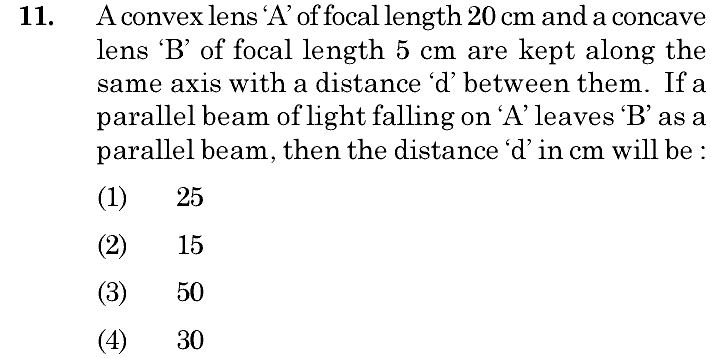 11. A convex lens ‘A’ of focal length 20 cm and a concave
lens ‘B’ of focal length 5 cm are kept along the
same axis with a distance ‘d’ between them. If a
parallel beam of light falling on ‘A’ leaves ‘B’ as a
parallel beam, then the distance ‘d’ in cm will be :
(1) 25
(2) 15
(3) 50
(4) 30